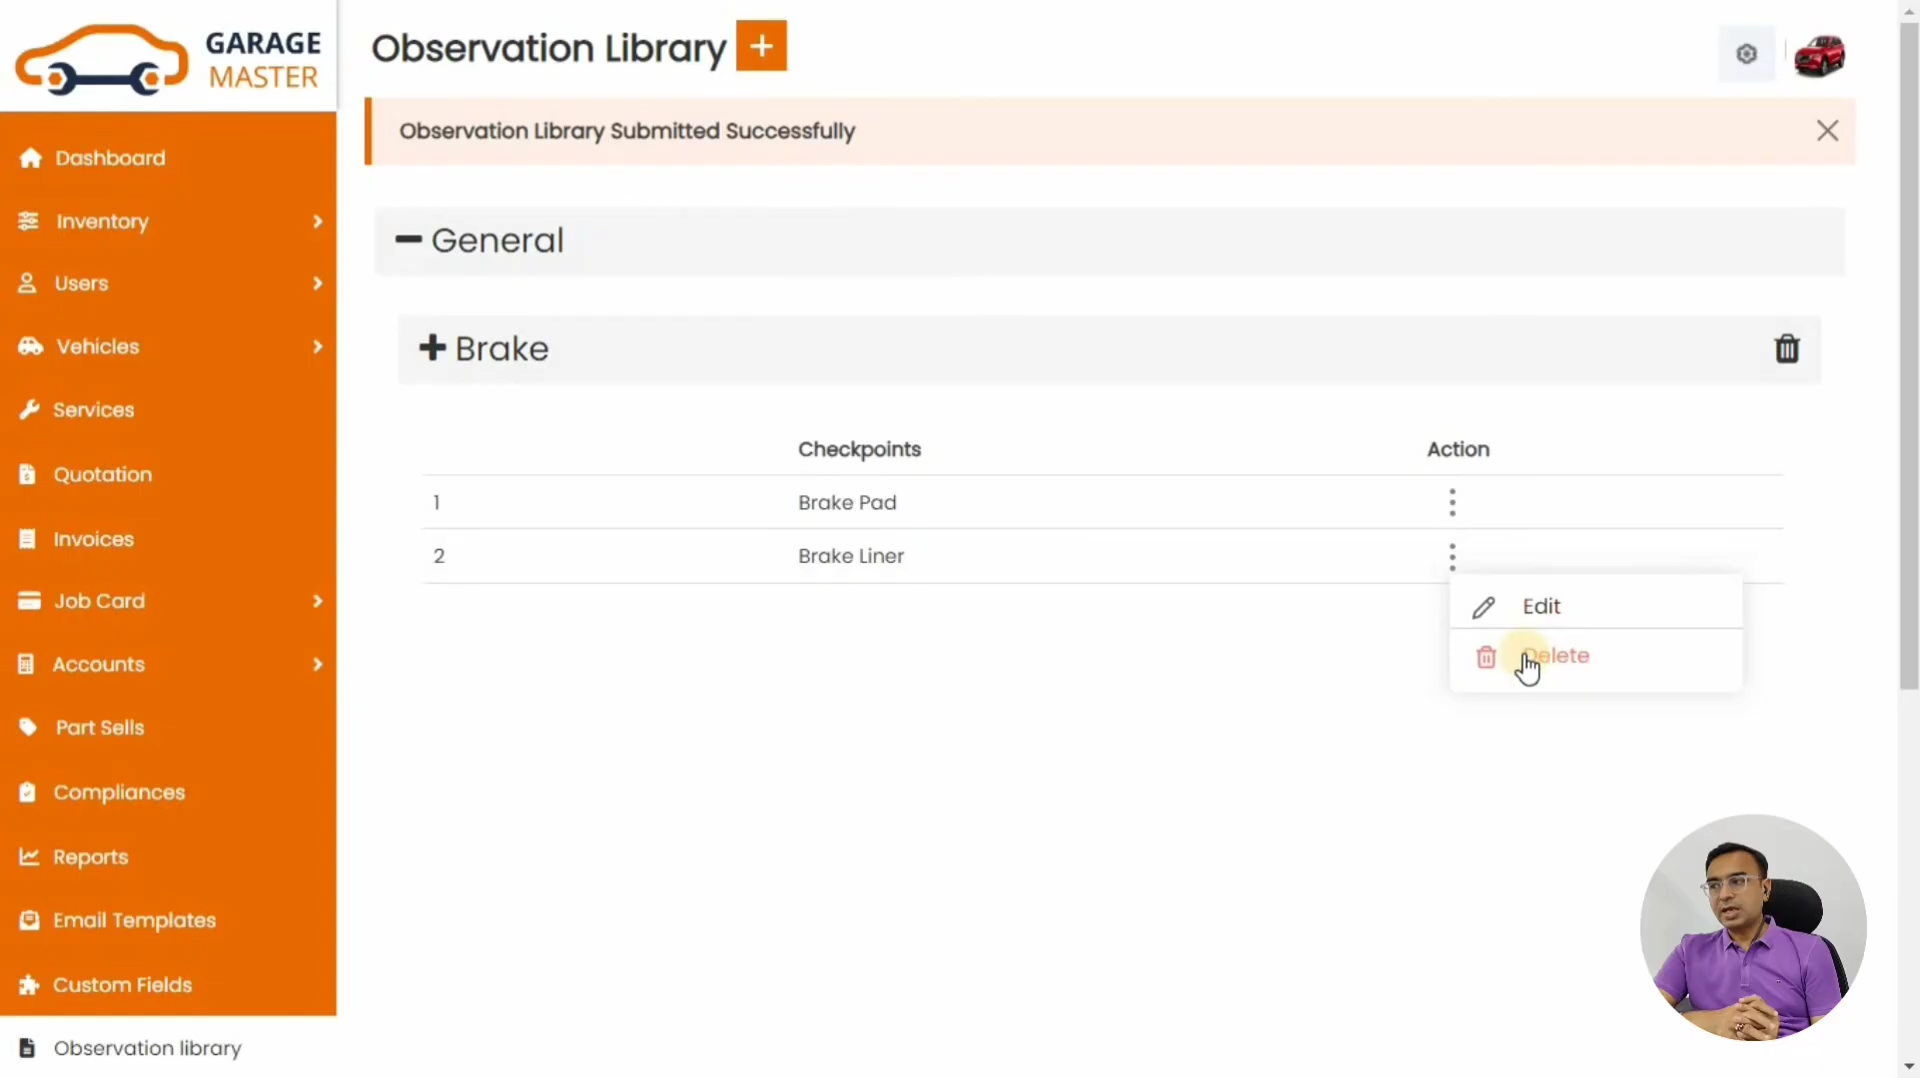 GARAGE
MASTER
Observation Library
Observation Library Submitted Successfully
Dashboard
Inventory
Users
Vehicles
Services
Quotation
Invoices
Job Card
Accounts
Part Sells
Compliances
Reports
Email Templates
Custom Fields
Observation library
General
Brake
Checkpoints Action
1 Brake Pad
2 Brake Liner
Edit
Delete